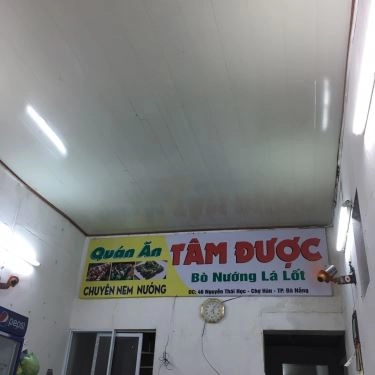 Quán Ăn
CHUYÊN NEM NƯỚNG
TÂM ĐƯỢC
Bò Nướng Lá Lốt
ĐC: 46 Nguyễn Thái Học - Chợ Hàn - TP. Đà Nẵng
pepsi